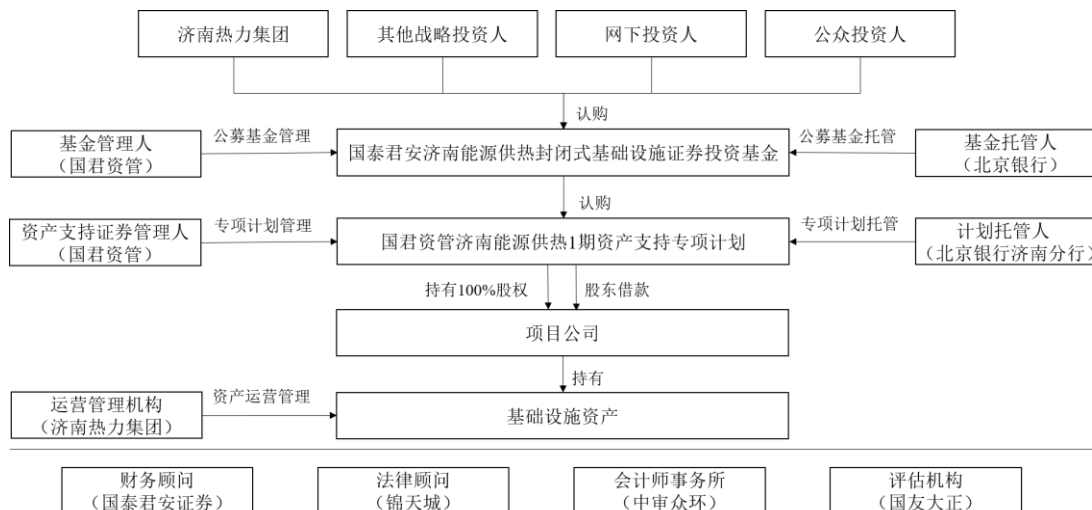 济南热力集团
其他战略投资人
网下投资人
公众投资人
认购
基金管理人
（国君资管）
公募基金管理
国泰君安济南能源供热封闭式基础设施证券投资基金
公募基金托管
基金托管人
（北京银行）
认购
资产支持证券管理人
（国君资管）
专项计划管理
国君资管济南能源供热1期资产支持专项计划
专项计划托管
计划托管人
（北京银行济南分行）
持有100%股权
股东借款
项目公司
持有
运营管理机构
（济南热力集团）
资产运营管理
基础设施资产
财务顾问
（国泰君安证券）
法律顾问
（锦天城）
会计师事务所
（中审众环）
评估机构
（国友大正）